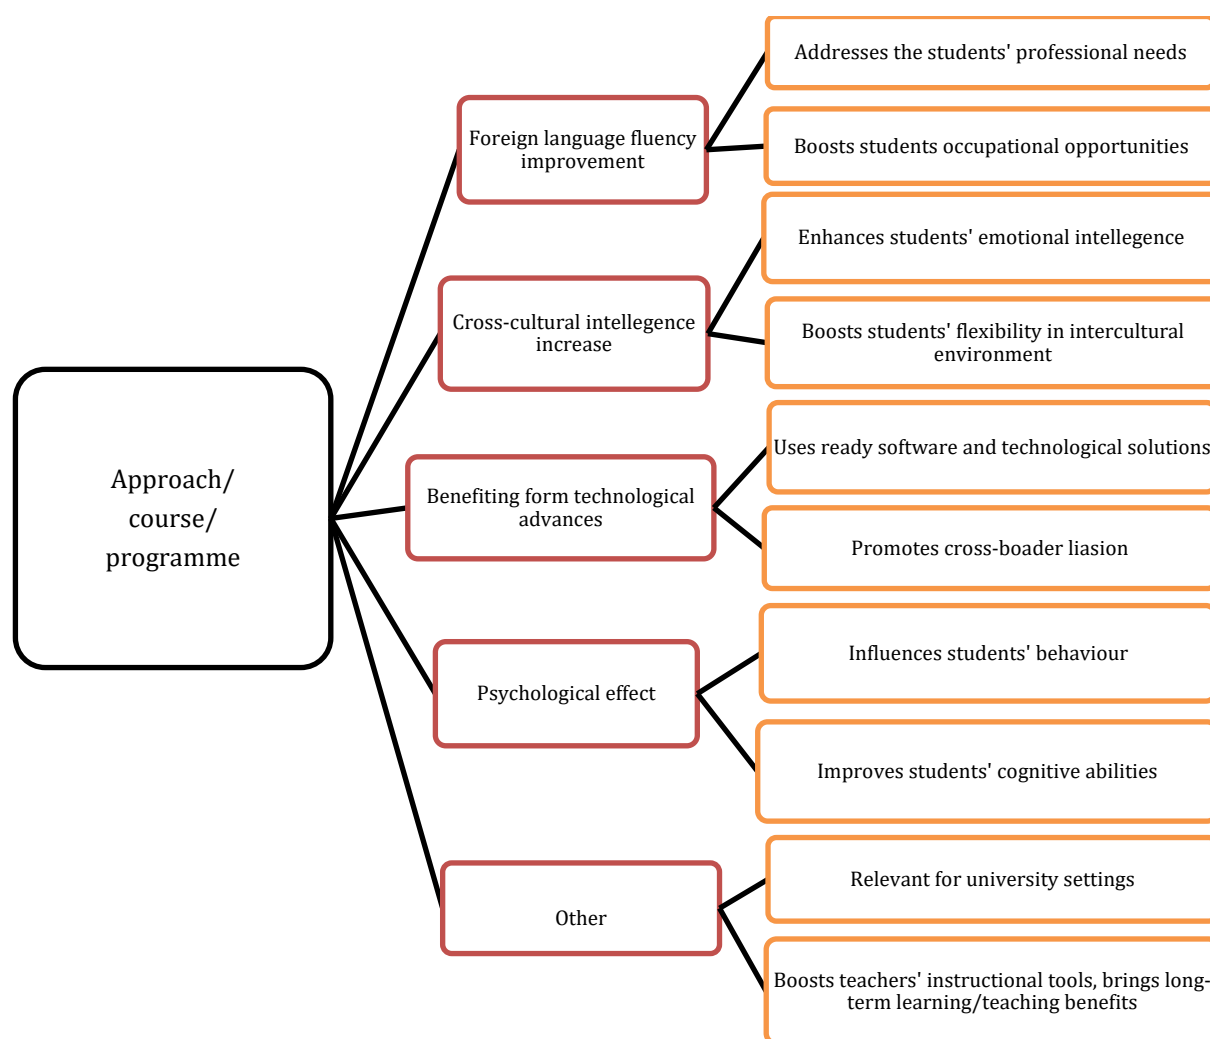 Approach/
course/
programme
Foreign language fluency
improvement
Addresses the students' professional needs
Boosts students occupational opportunities
Cross-cultural intellegence
increase
Enhances students' emotional intellegence
Boosts students' flexibility in intercultural
environment
Benefiting form technological
advances
Uses ready software and technological solutions
Promotes cross-boader liasion
Psychological effect
Influences students' behaviour
Improves students' cognitive abilities
Other
Relevant for university settings
Boosts teachers' instructional tools, brings long-
term learning/teaching benefits